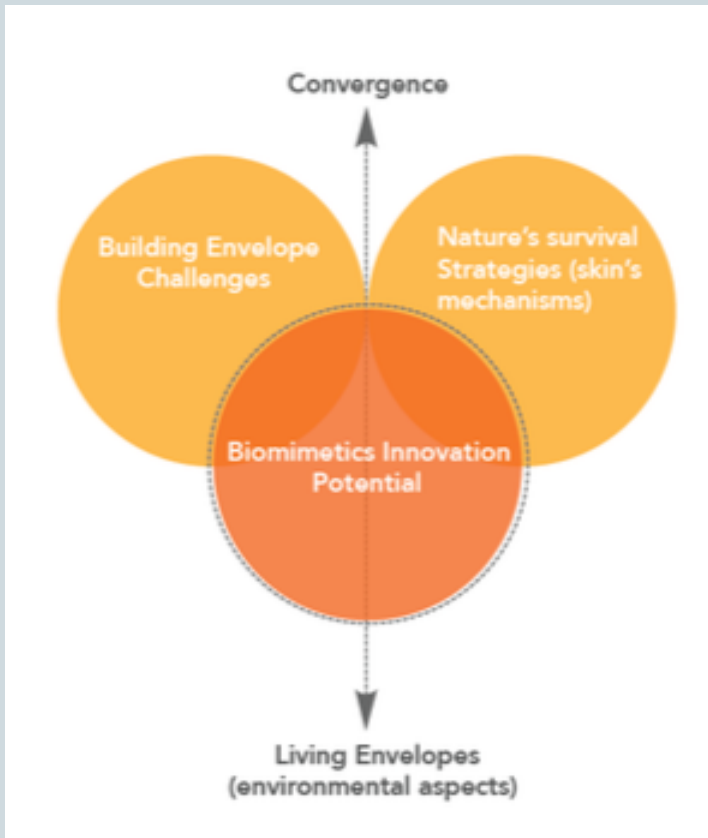 Convergence
Building Envelope
Challenges
Nature's survival
Strategies (skin's
mechanisms)
Biomimetics Innovation
Potential
Living Envelopes
(environmental aspects)